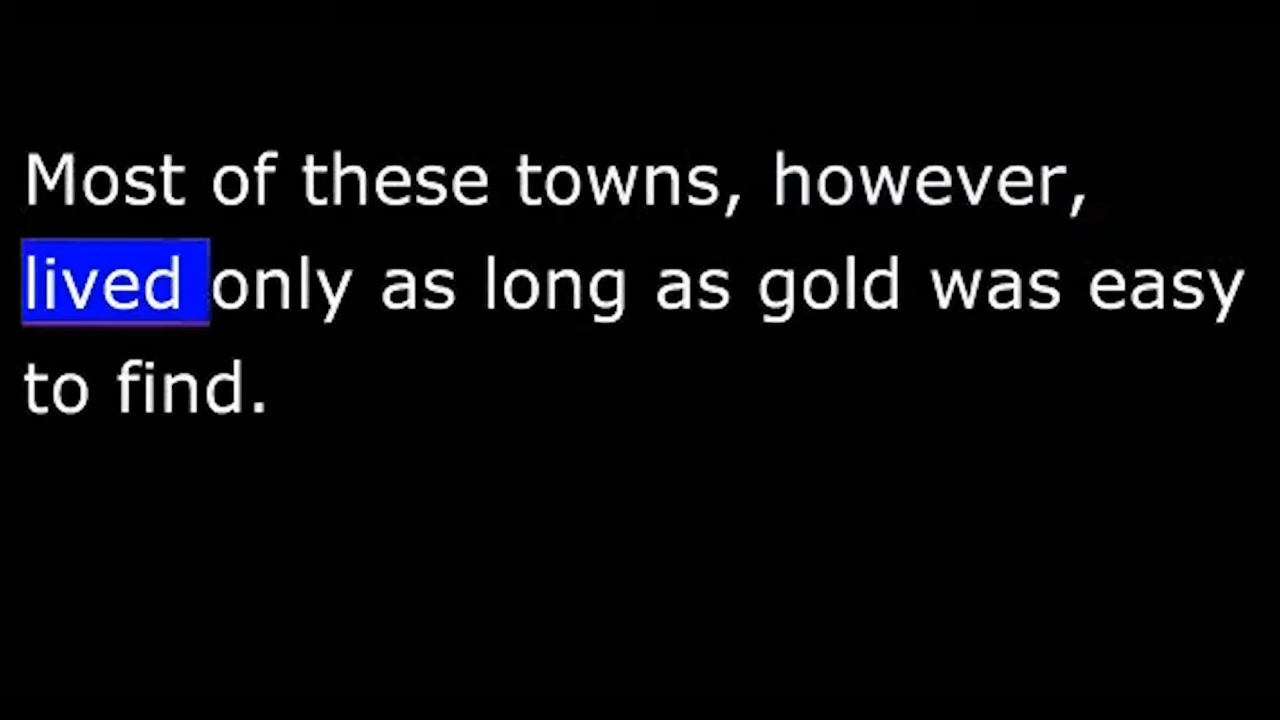 Most of these towns, however,
lived only as long as gold was easy
to find.